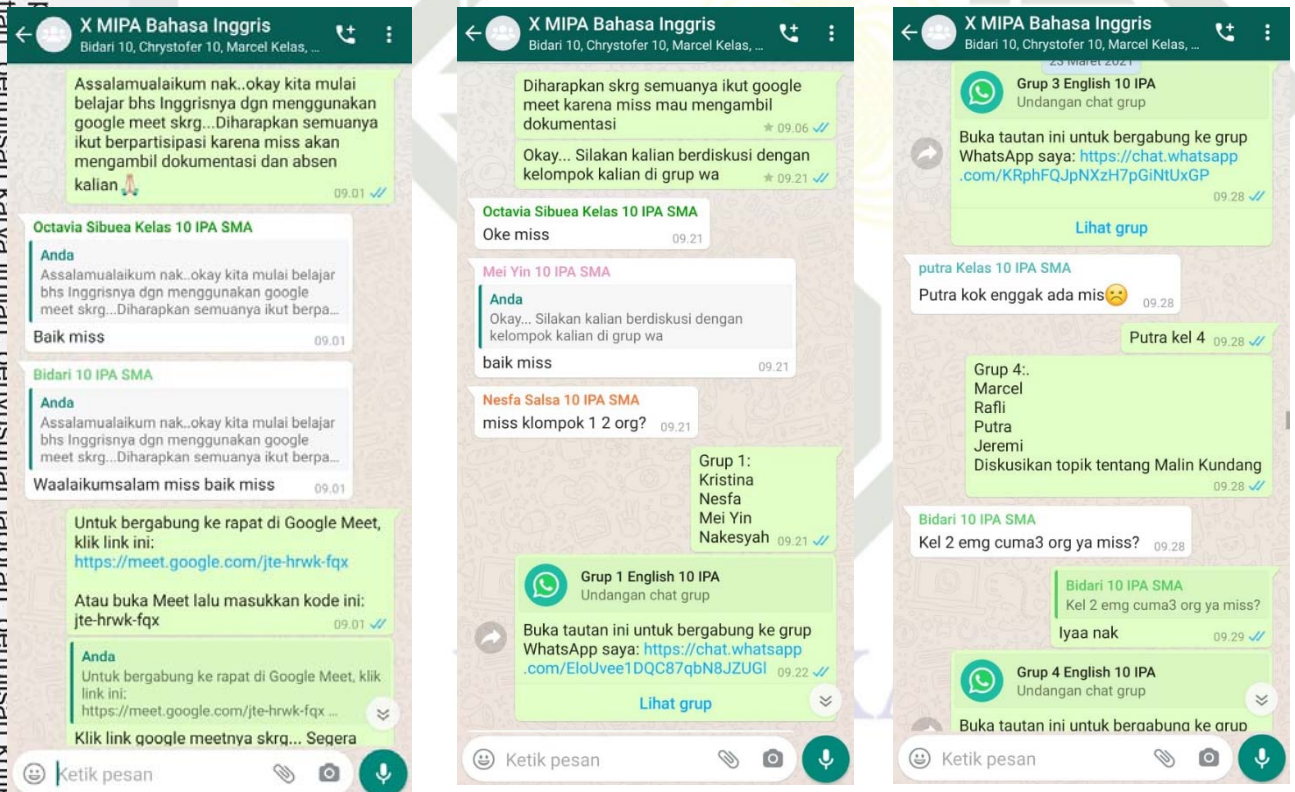 X MIPA Bahasa Inggris
Bidari 10, Chrystofer 10, Marcel Kelas, ...
Assalamualaikum nak..okay kita mulai
belajar bhs Inggrisnya dgn menggunakan
google meet skrg...Diharapkan semuanya
ikut berpartisipasi karena miss akan
mengambil dokumentasi dan absen
kalian 🙏🏻
09.01
Octavia Sibuea Kelas 10 IPA SMA
Anda
Assalamualaikum nak..okay kita mulai belajar
bhs Inggrisnya dgn menggunakan google
meet skrg...Diharapkan semuanya ikut berpa...
Baik miss 09.01
Bidari 10 IPA SMA
Anda
Assalamualaikum nak..okay kita mulai belajar
bhs Inggrisnya dgn menggunakan google
meet skrg...Diharapkan semuanya ikut berpa...
Waalaikumsalam miss baik miss 09.01
Untuk bergabung ke rapat di Google Meet,
klik link ini:
https://meet.google.com/jte-hrwk-fqx
Atau buka Meet lalu masukkan kode ini:
jte-hrwk-fqx 09.01
Anda
Untuk bergabung ke rapat di Google Meet, klik
link ini:
https://meet.google.com/jte-hrwk-fqx ...
Klik link google meetnya skrg... Segera
Ketik pesan
X MIPA Bahasa Inggris
Bidari 10, Chrystofer 10, Marcel Kelas, ...
Diharapkan skrg semuanya ikut google
meet karena miss mau mengambil
dokumentasi ★ 09.06
Okay... Silakan kalian berdiskusi dengan
kelompok kalian di grup wa ★ 09.21
Octavia Sibuea Kelas 10 IPA SMA
Oke miss 09.21
Mei Yin 10 IPA SMA
Anda
Okay... Silakan kalian berdiskusi dengan
kelompok kalian di grup wa
baik miss 09.21
Nesfa Salsa 10 IPA SMA
miss klompok 1 2 org? 09.21
Grup 1:
Kristina
Nesfa
Mei Yin
Nakesyah 09.21
Grup 1 English 10 IPA
Undangan chat grup
Buka tautan ini untuk bergabung ke grup
WhatsApp saya: https://chat.whatsapp
.com/EloUvee1DQC87qbN8JZUGl 09.22
Lihat grup
Ketik pesan
X MIPA Bahasa Inggris
Bidari 10, Chrystofer 10, Marcel Kelas, ...
23 Maret 2021
Grup 3 English 10 IPA
Undangan chat grup
Buka tautan ini untuk bergabung ke grup
WhatsApp saya: https://chat.whatsapp
.com/KRphFQJpNXzH7pGiNtUxGP
09.28
Lihat grup
putra Kelas 10 IPA SMA
Putra kok enggak ada mis☹️ 09.28
Putra kel 4 09.28
Grup 4:.
Marcel
Rafli
Putra
Jeremi
Diskusikan topik tentang Malin Kundang
09.28
Bidari 10 IPA SMA
Kel 2 emg cuma3 org ya miss? 09.28
Bidari 10 IPA SMA
Kel 2 emg cuma3 org ya miss?
Iyaa nak 09.29
Grup 4 English 10 IPA
Undangan chat grup
Buka tautan ini untuk bergabung ke grup
Ketik pesan